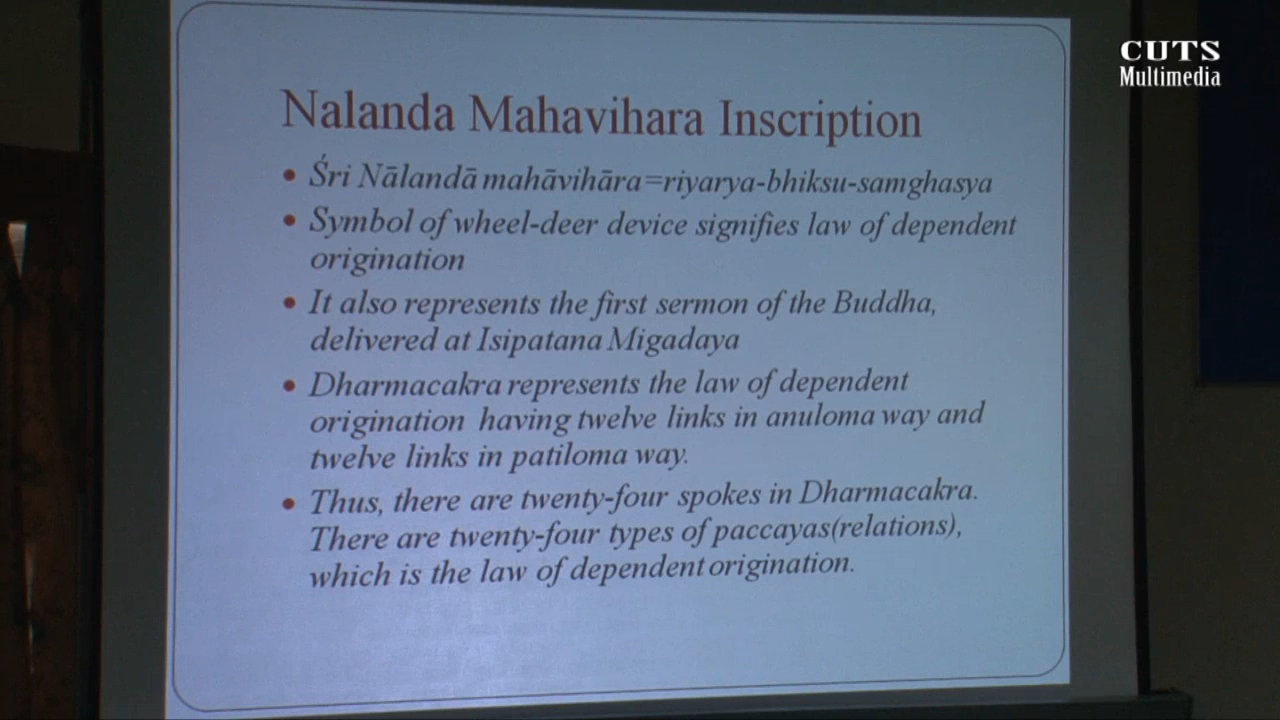 CUTS
Multimedia
Nalanda Mahavihara Inscription
• Śri Nālandā mahāvihāra=riyarya-bhiksu-samghasya
• Symbol of wheel-deer device signifies law of dependent
origination
• It also represents the first sermon of the Buddha,
delivered at Isipatana Migadaya
• Dharmacakra represents the law of dependent
origination having twelve links in anuloma way and
twelve links in patiloma way.
• Thus, there are twenty-four spokes in Dharmacakra.
There are twenty-four types of paccayas(relations),
which is the law of dependent origination.